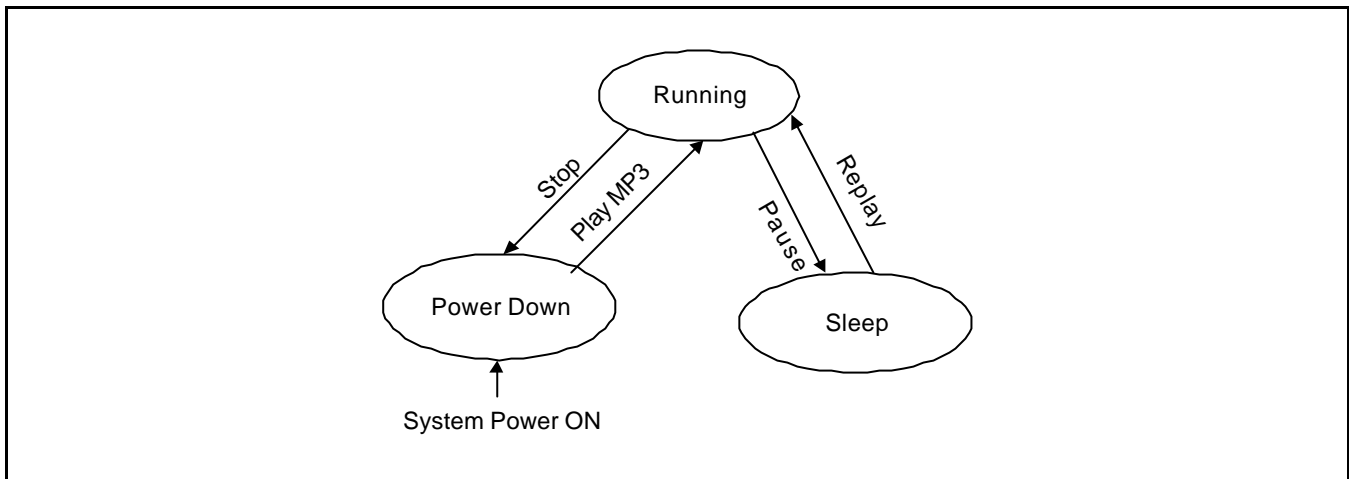 Running
Stop
Play MP3
Pause
Replay
Power Down
Sleep
System Power ON